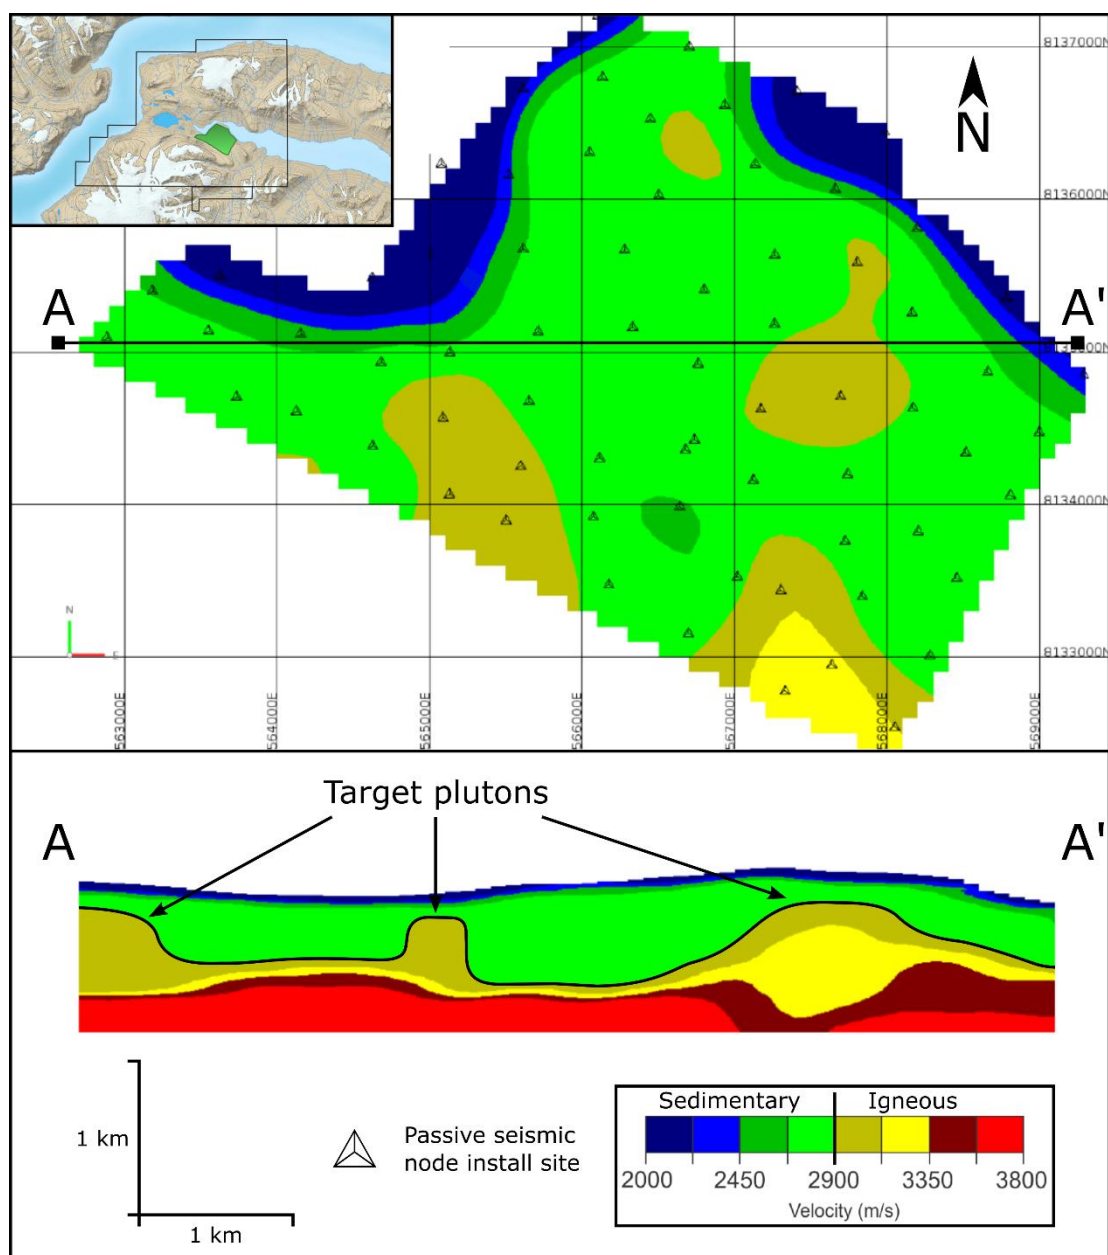 8137000N
N
8136000N
A
A'
8135000N
8134000N
N
E
8133000N
563000E
564000E
565000E
566000E
567000E
568000E
569000E
Target plutons
A
A'
1 km
1 km
Passive seismic
node install site
Sedimentary
Igneous
2000 2450 2900 3350 3800
Velocity (m/s)